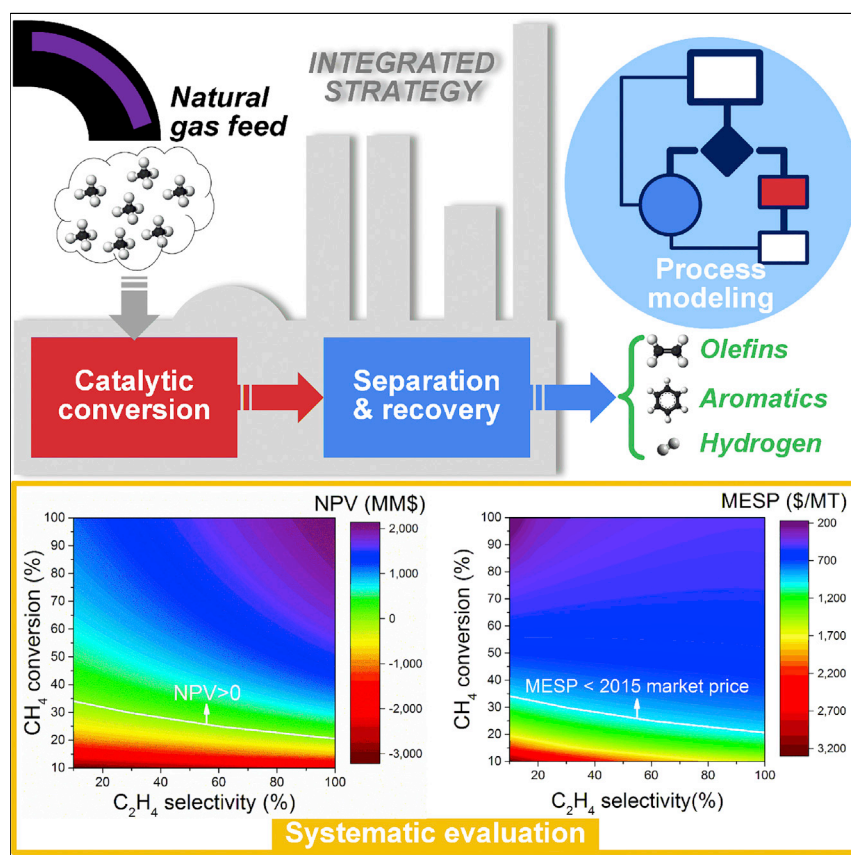 Natural
gas feed
INTEGRATED
STRATEGY
Process
modeling
Catalytic
conversion
Separation
& recovery
Olefins
Aromatics
Hydrogen
NPV (MM$)
CH₄ conversion (%)
100
90
80
70
60
50
40
30
20
10
NPV>0
20
40
60
80
100
C₂H₄ selectivity (%)
2,000
1,000
0
-1,000
-2,000
-3,000
MESP ($/MT)
CH₄ conversion (%)
100
90
80
70
60
50
40
30
20
10
MESP < 2015 market price
20
40
60
80
100
C₂H₄ selectivity(%)
200
700
1,200
1,700
2,200
2,700
3,200
Systematic evaluation